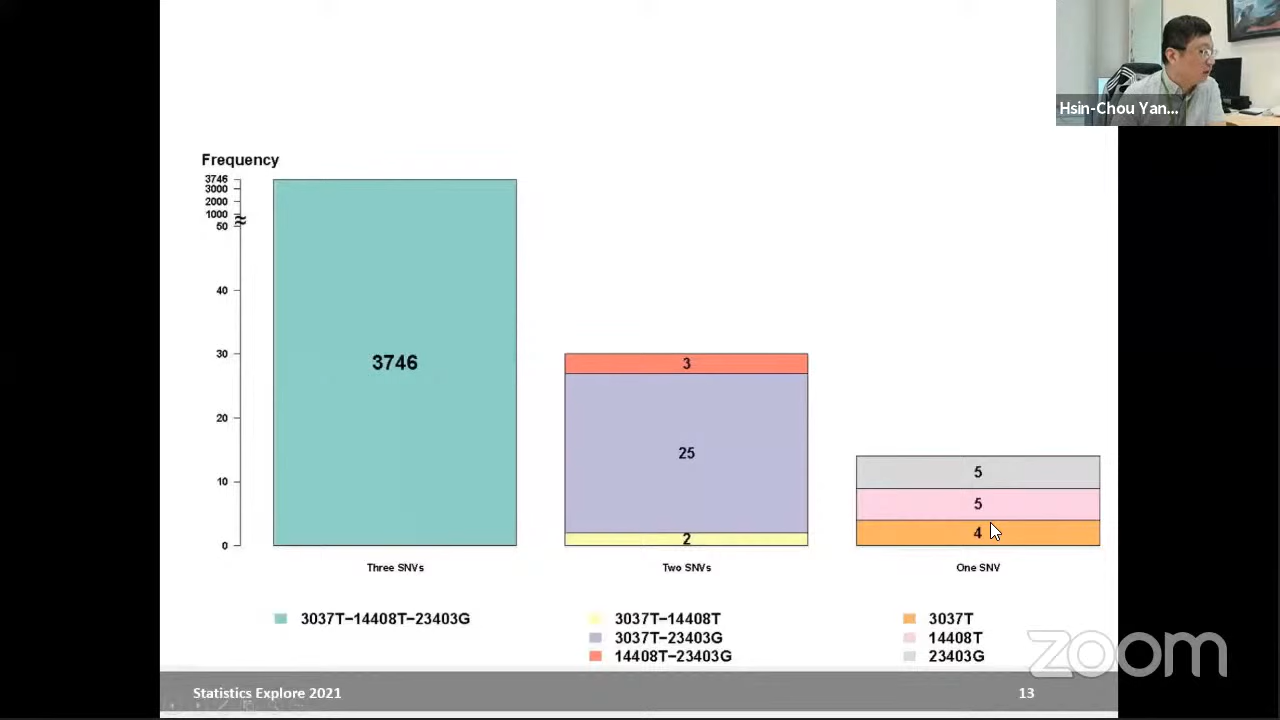 Hsin-Chou Yan...
Frequency
3746
3000
2000
1000
50
40
30
20
10
0
3746
3
25
2
5
5
4
Three SNVs
Two SNVs
One SNV
3037T−14408T−23403G
3037T−14408T
3037T−23403G
14408T−23403G
3037T
14408T
23403G
zoom
Statistics Explore 2021
13